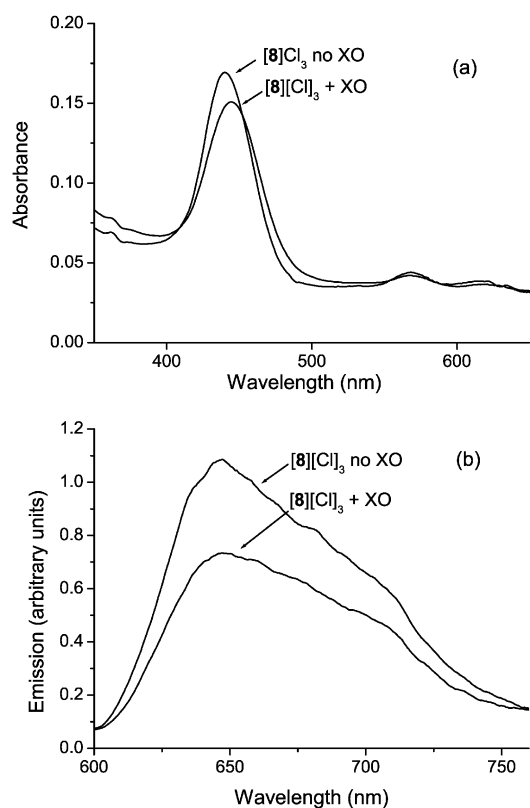 0.20
[8]Cl3 no XO
(a)
[8][Cl]3 + XO
0.15
Absorbance
0.10
0.05
0.00
400
500
600
Wavelength (nm)
1.2
[8][Cl]3 no XO
(b)
1.0
[8][Cl]3 + XO
0.8
Emission (arbitrary units)
0.6
0.4
0.2
0.0
600
650
700
750
Wavelength (nm)